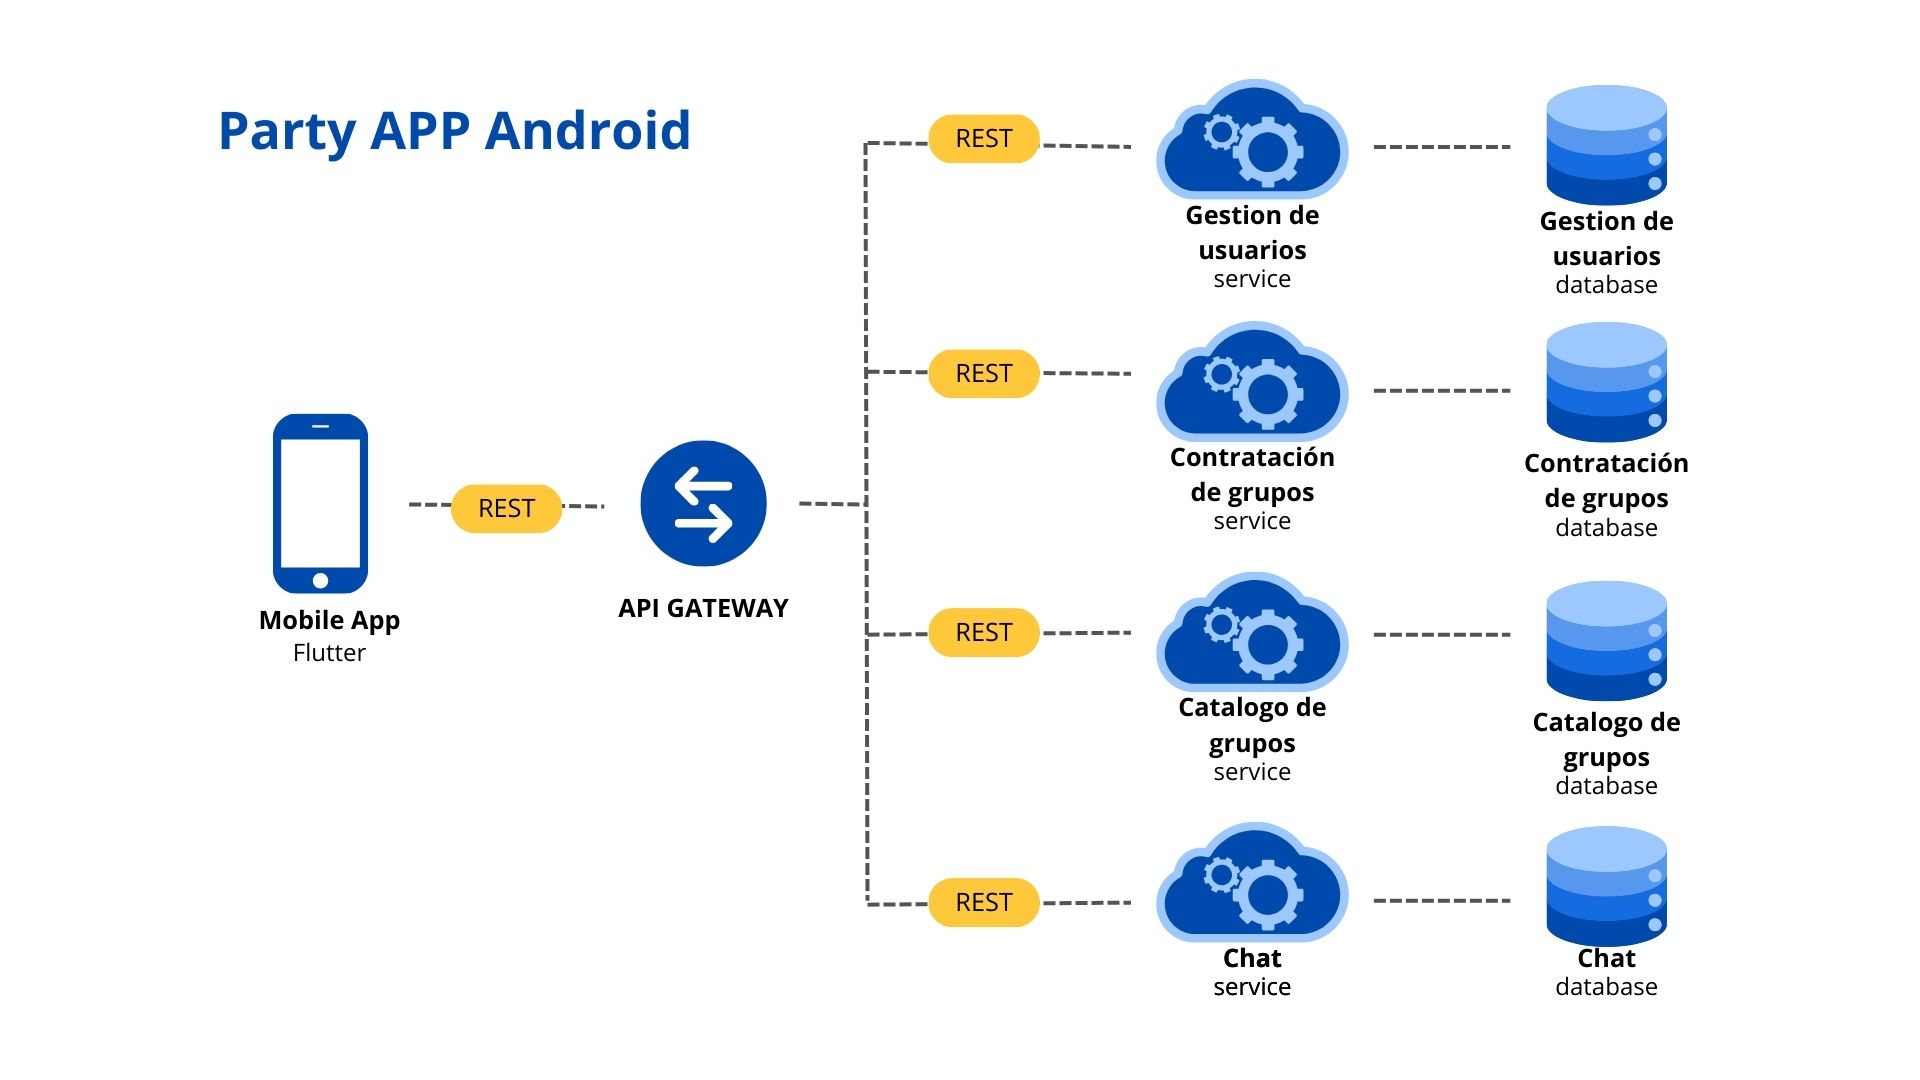 Party APP Android
REST
Gestion de
usuarios
service
Gestion de
usuarios
database
REST
Contratación
de grupos
service
Contratación
de grupos
database
Mobile App
Flutter
REST
API GATEWAY
REST
Catalogo de
grupos
service
Catalogo de
grupos
database
REST
Chat
service
Chat
database